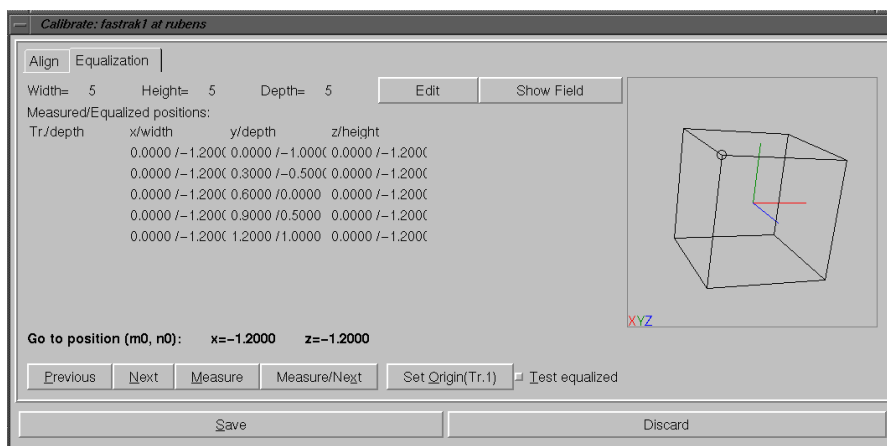 Calibrate: fastrak1 at rubens
Align Equalization
Width= 5 Height= 5 Depth= 5 Edit Show Field
Measured/Equalized positions:
Tr./depth x/width y/depth z/height
0.0000 /−1.200( 0.0000 /−1.000( 0.0000 /−1.200(
0.0000 /−1.200( 0.3000 /−0.500( 0.0000 /−1.200(
0.0000 /−1.200( 0.6000 /0.0000 0.0000 /−1.200(
0.0000 /−1.200( 0.9000 /0.5000 0.0000 /−1.200(
0.0000 /−1.200( 1.2000 /1.0000 0.0000 /−1.200(
XYZ
Go to position (m0, n0): x=−1.2000 z=−1.2000
Previous Next Measure Measure/Next Set Origin(Tr.1) Test equalized
Save Discard